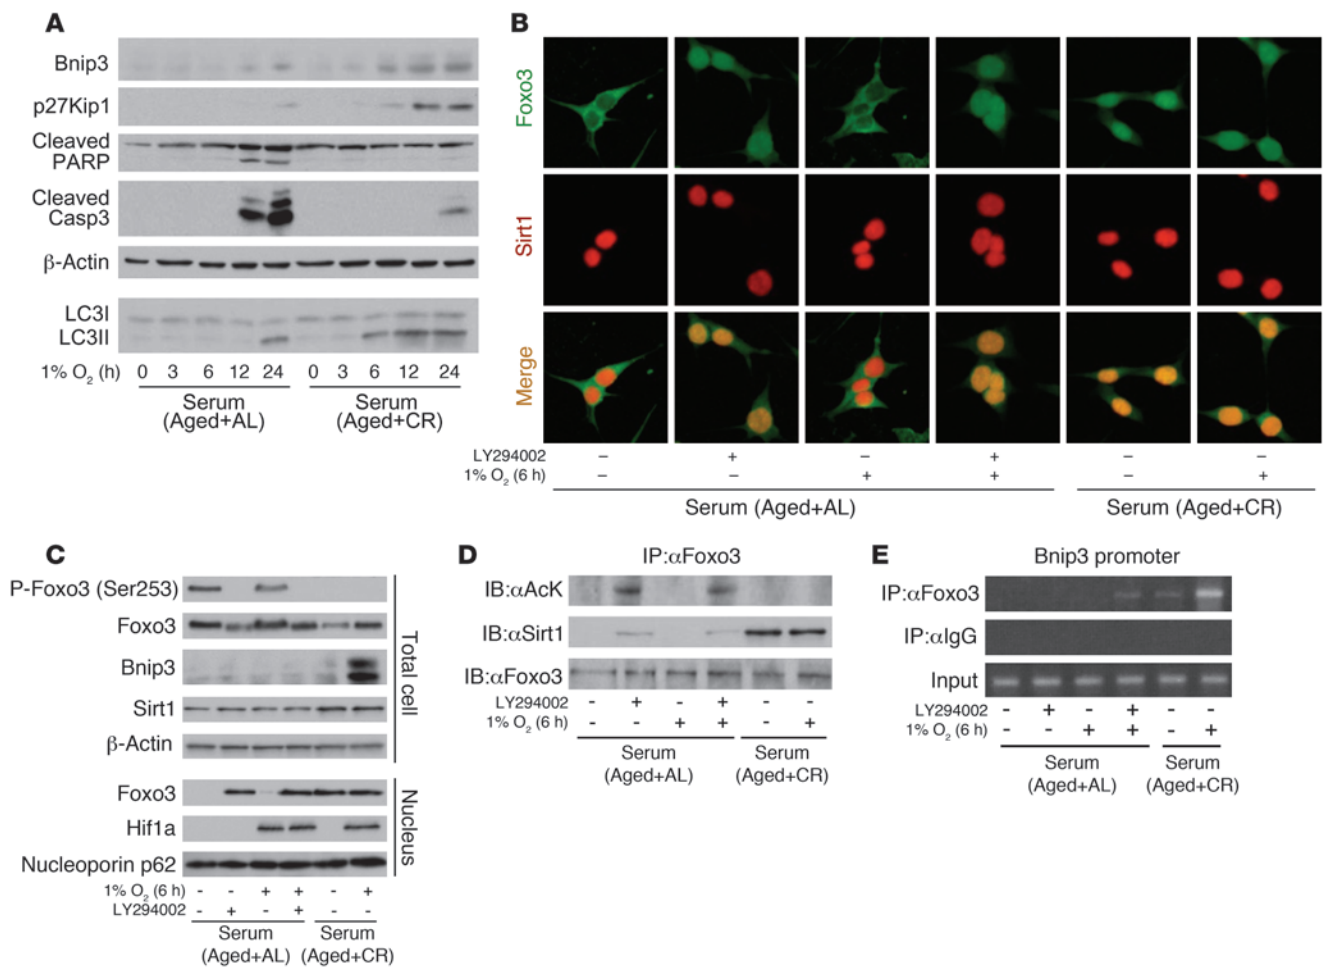 A
Bnip3
p27Kip1
Cleaved
PARP
Cleaved
Casp3
β-Actin
LC3I
LC3II
1% O2 (h) 0 3 6 12 24 0 3 6 12 24
Serum
(Aged+AL)
Serum
(Aged+CR)
B
Foxo3
Sirt1
Merge
LY294002 – + – + – –
1% O2 (6 h) – – + + – +
Serum (Aged+AL) Serum (Aged+CR)
C
P-Foxo3 (Ser253)
Foxo3
Bnip3
Sirt1
β-Actin
Total cell
Foxo3
Hif1a
Nucleoporin p62
Nucleus
1% O2 (6 h) - - + + - +
LY294002 - + - + - -
Serum
(Aged+AL)
Serum
(Aged+CR)
D
IP:αFoxo3
IB:αAcK
IB:αSirt1
IB:αFoxo3
LY294002 - + - + - -
1% O2 (6 h) - - + + - +
Serum
(Aged+AL)
Serum
(Aged+CR)
E
Bnip3 promoter
IP:αFoxo3
IP:αIgG
Input
LY294002 - + - + - -
1% O2 (6 h) - - + + - +
Serum
(Aged+AL)
Serum
(Aged+CR)